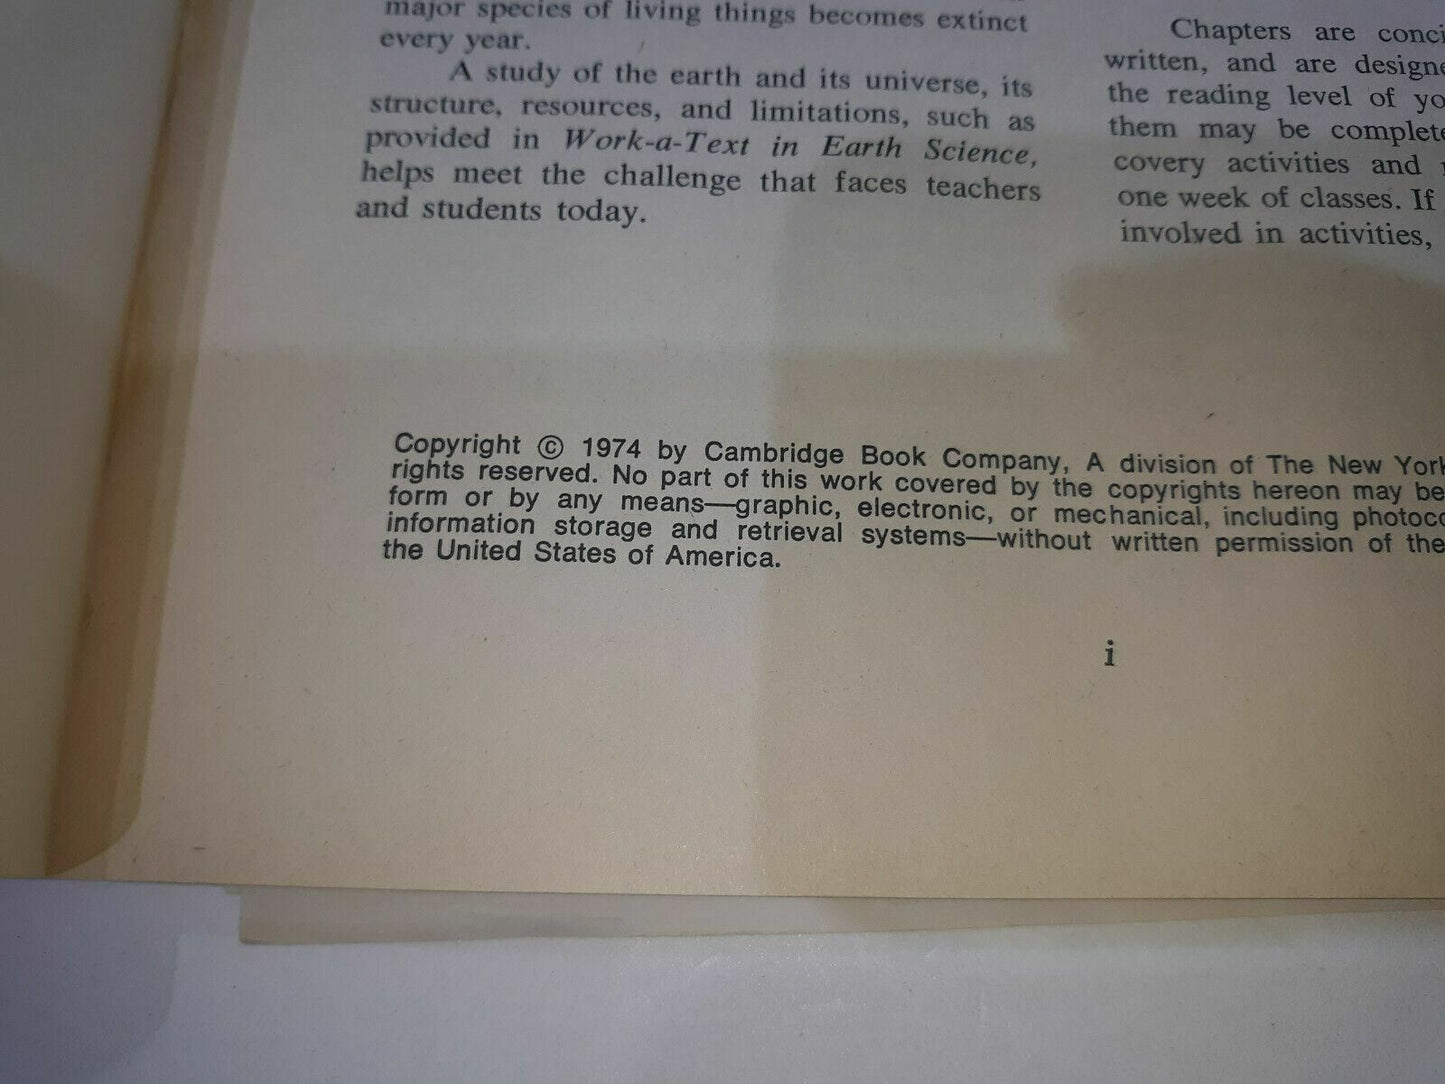 major species of living things becomes extinct
every year.
A study of the earth and its universe, its
structure, resources, and limitations, such as
provided in Work-a-Text in Earth Science,
helps meet the challenge that faces teachers
and students today.
Chapters are conci
written, and are designe
the reading level of yo
them may be complete
covery activities and
one week of classes. If
involved in activities,
Copyright © 1974 by Cambridge Book Company, A division of The New York
rights reserved. No part of this work covered by the copyrights hereon may be
form or by any means—graphic, electronic, or mechanical, including photoco
information storage and retrieval systems—without written permission of the
the United States of America.
i